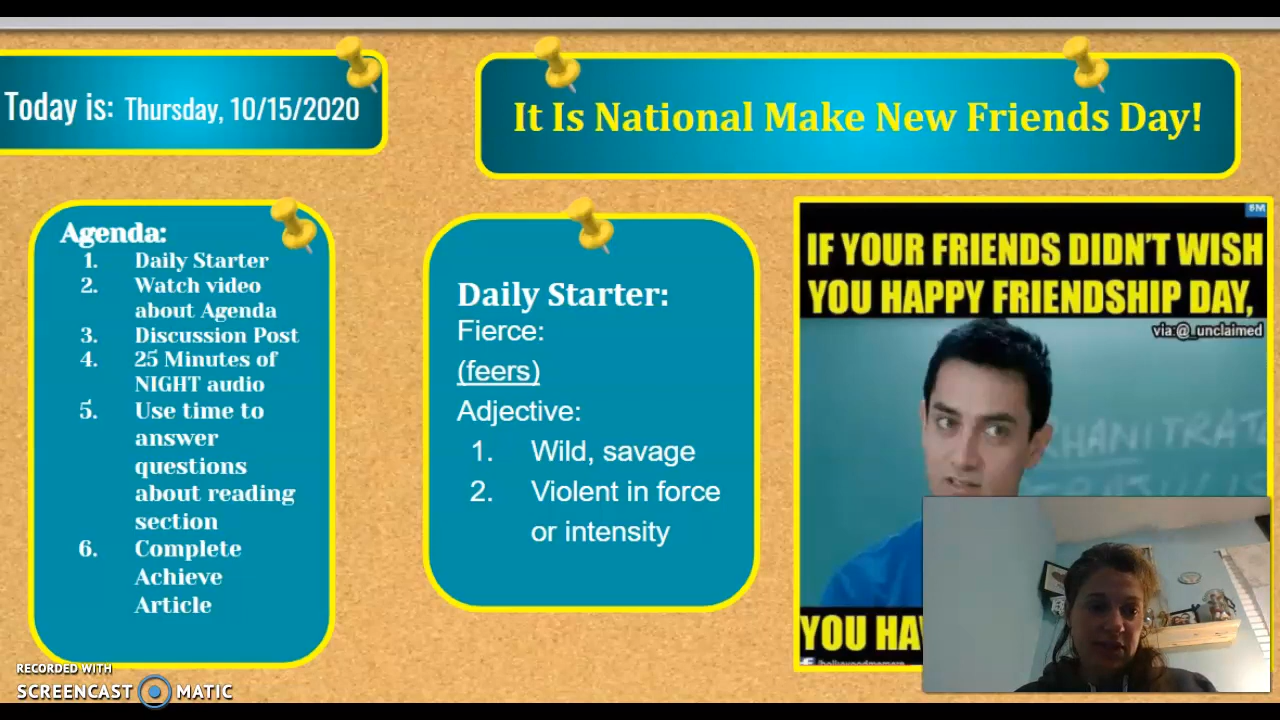 Today is: Thursday, 10/15/2020
It Is National Make New Friends Day!
Agenda:
1. Daily Starter
2. Watch video
about Agenda
3. Discussion Post
4. 25 Minutes of
NIGHT audio
5. Use time to
answer
questions
about reading
section
6. Complete
Achieve
Article
Daily Starter:
Fierce:
(feers)
Adjective:
1. Wild, savage
2. Violent in force
or intensity
IF YOUR FRIENDS DIDN'T WISH
YOU HAPPY FRIENDSHIP DAY,
via:@_unclaimed
YOU
RECORDED WITH
SCREENCAST MATIC